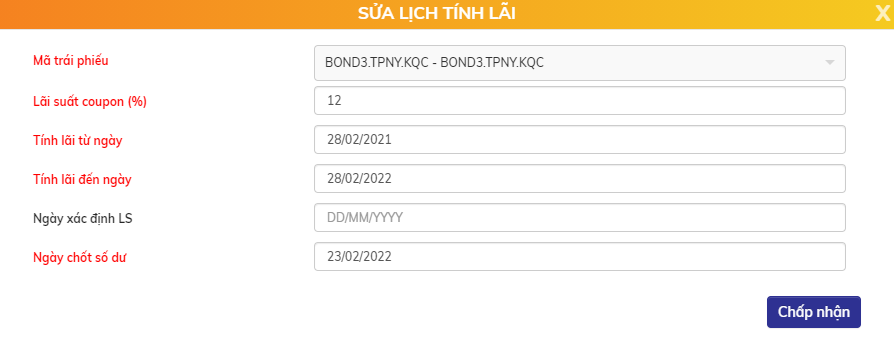 SỬA LỊCH TÍNH LÃI
X
Mã trái phiếu BOND3.TPNY.KQC - BOND3.TPNY.KQC
Lãi suất coupon (%) 12
Tính lãi từ ngày 28/02/2021
Tính lãi đến ngày 28/02/2022
Ngày xác định LS DD/MM/YYYY
Ngày chốt số dư 23/02/2022
Chấp nhận